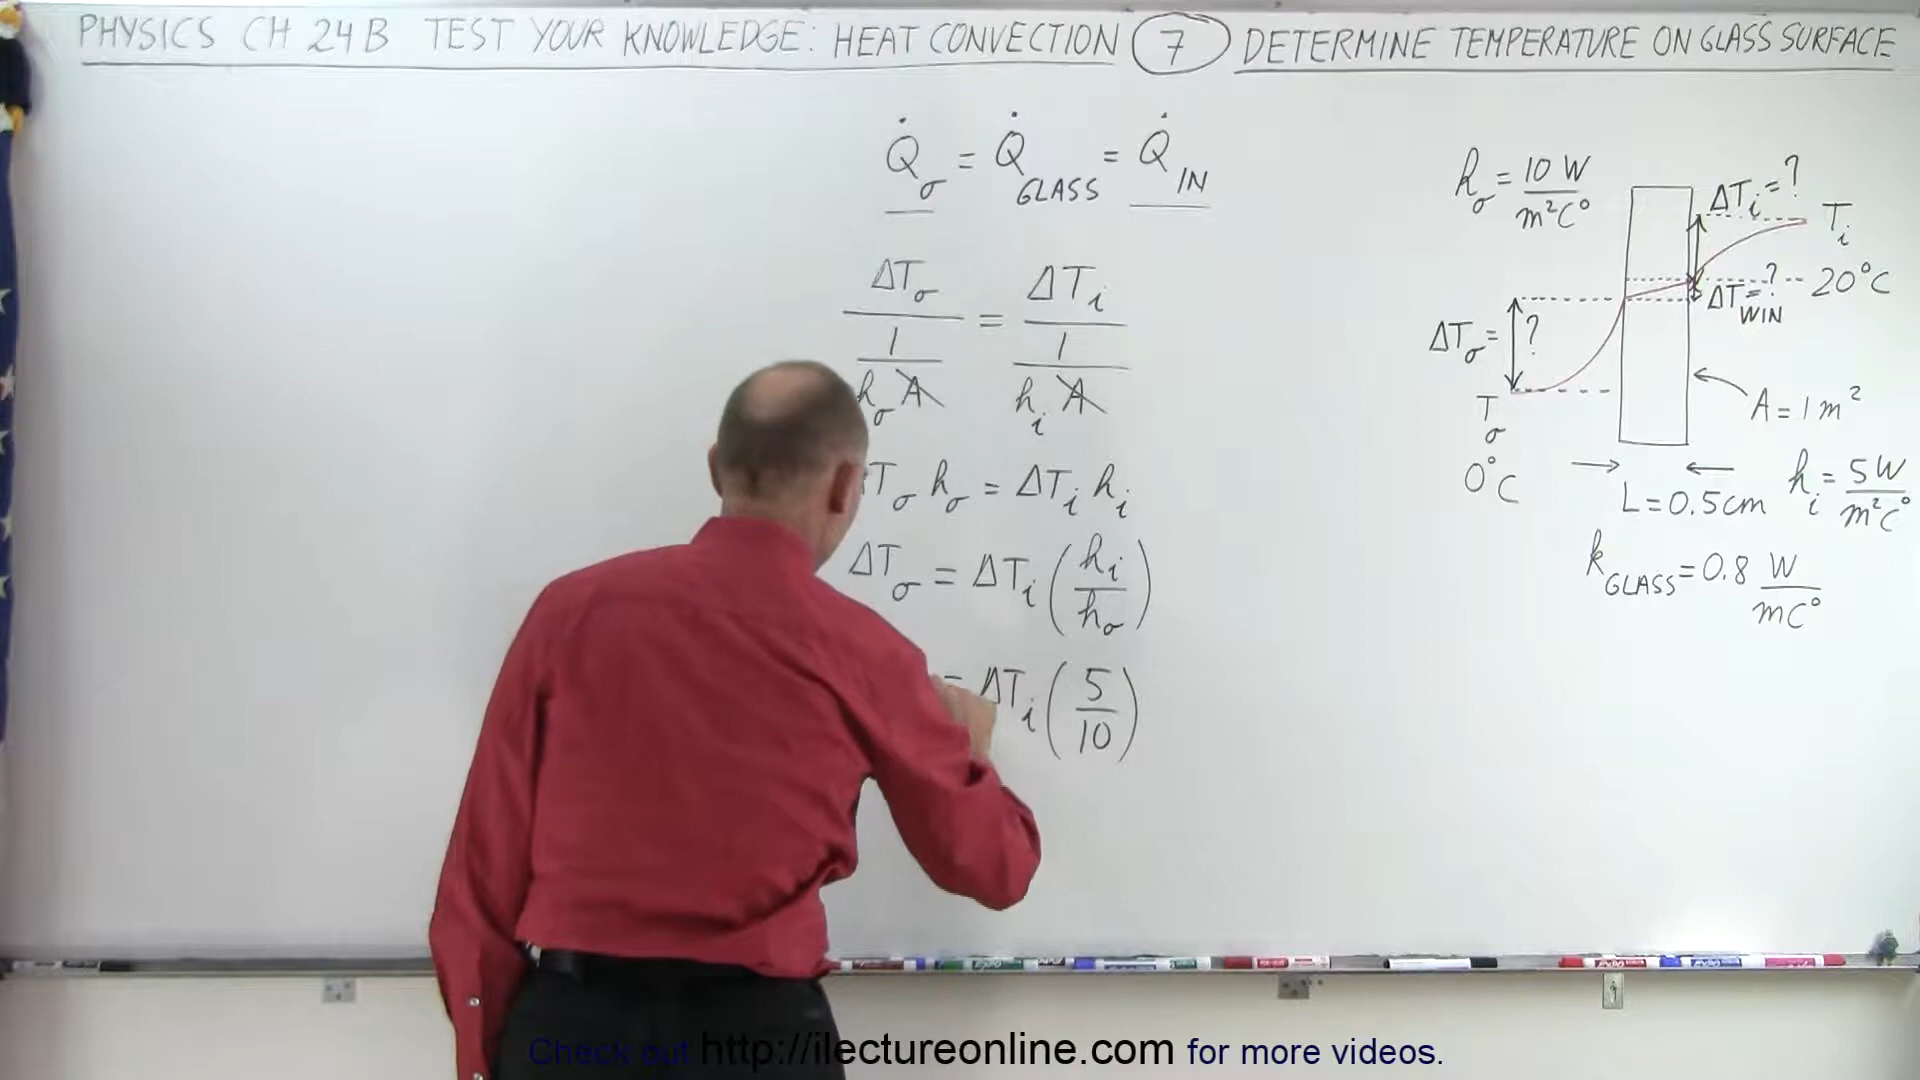 PHYSICS CH 24B TEST YOUR KNOWLEDGE: HEAT CONVECTION 7 DETERMINE TEMPERATURE ON GLASS SURFACE
Q̇σ = Q̇GLASS = Q̇IN
ΔTσ / (1 / hσ A) = ΔTi / (1 / hi A)
Tσ hσ = ΔTi hi
ΔTσ = ΔTi (hi / hσ)
= ΔTi (5 / 10)
hσ = 10 W / m²C°
ΔTi = ?
Ti
20°C
ΔTWIN = ?
ΔTσ = ?
Tσ
0°C
A = 1 m²
L = 0.5cm
hi = 5 W / m²C°
kGLASS = 0.8 W / mC°
Check out http://ilectureonline.com for more videos.